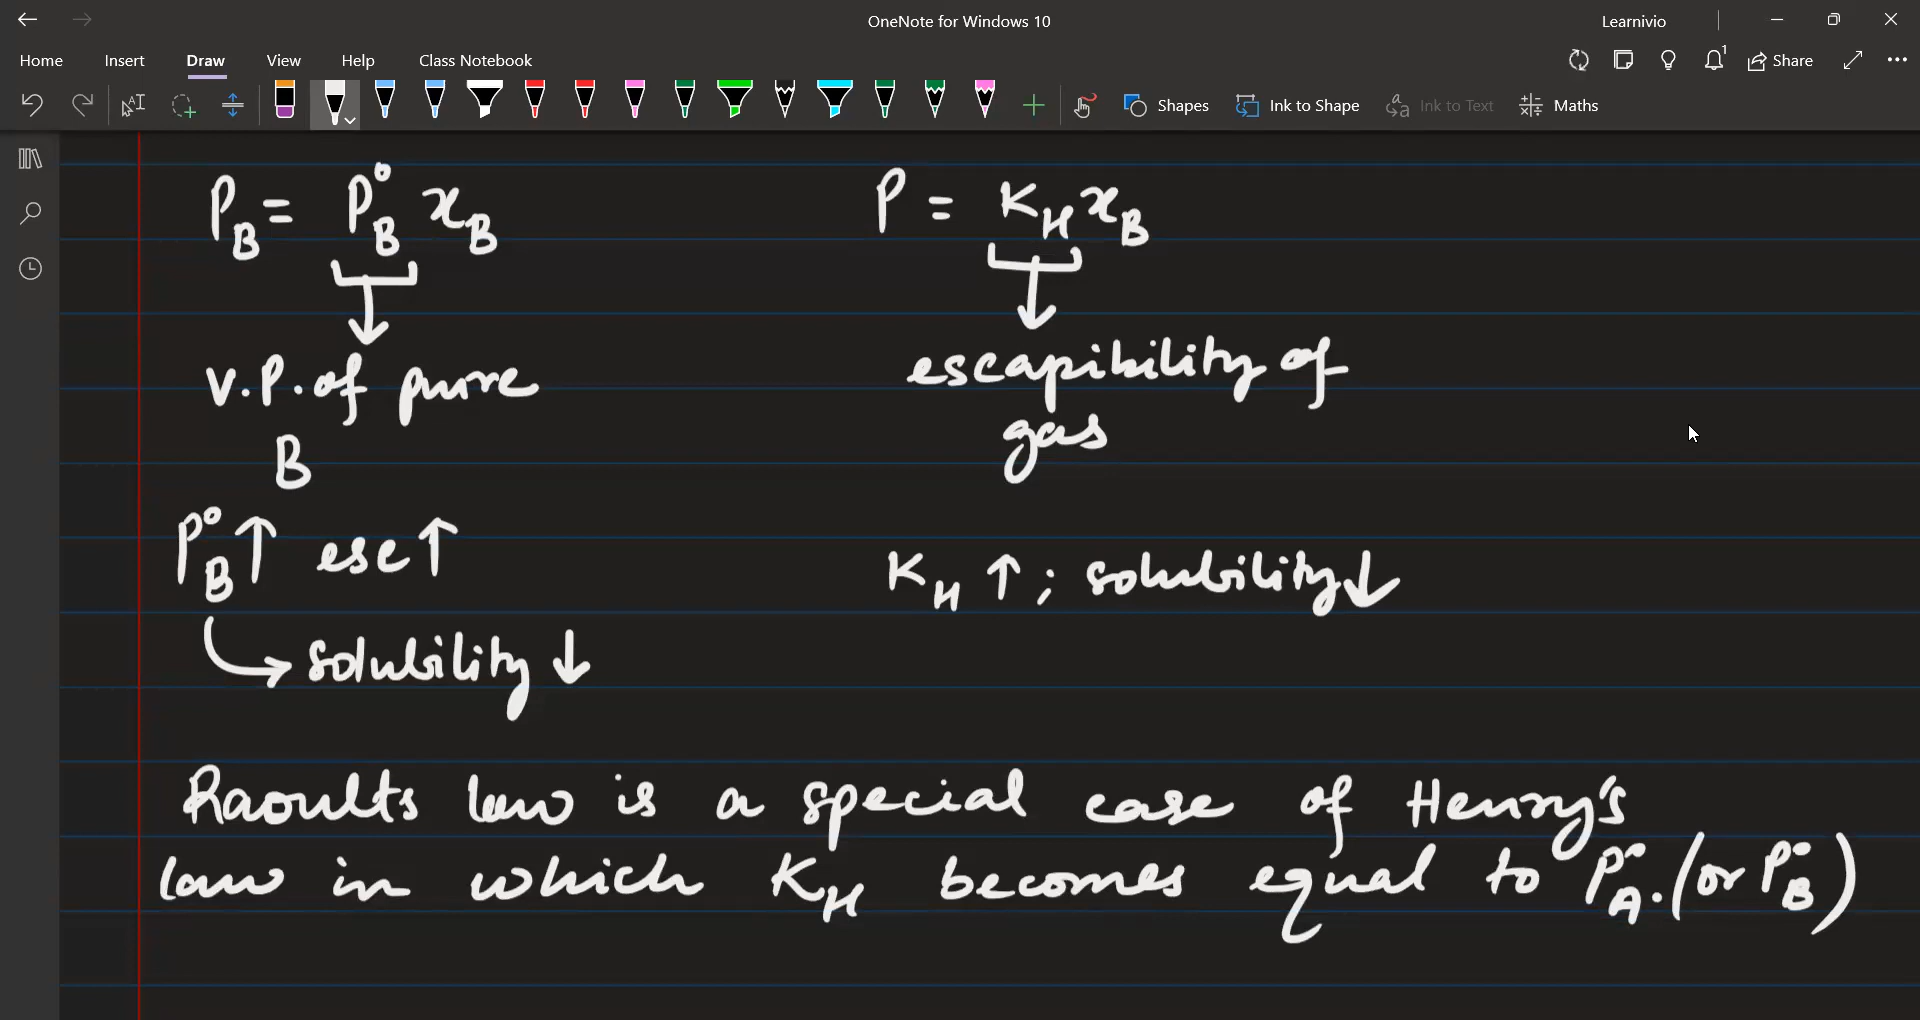 OneNote for Windows 10
Learnivio
Home Insert Draw View Help Class Notebook
1 Share
Shapes Ink to Shape Ink to Text Maths
P_B = P°_B x_B
P = K_H x_B
V.P. of pure
B
escapibility of
gas
P°_B ↑ esc ↑
K_H ↑ ; solubility ↓
→ solubility ↓
Raoults law is a special case of Henry's
law in which K_H becomes equal to P°_A. (or P°_B)